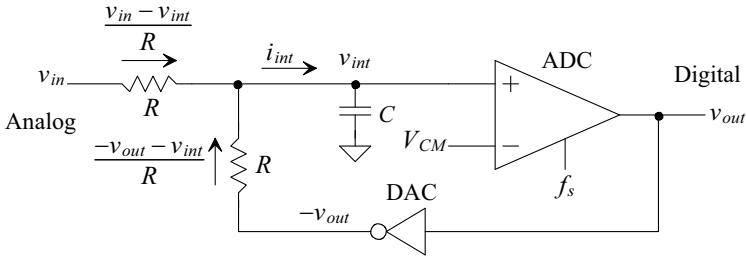 v_in − v_int
R
i_int
v_int
ADC
Digital
v_in
R
+
v_out
Analog
C
−v_out − v_int
R
R
V_CM
−
f_s
DAC
−v_out